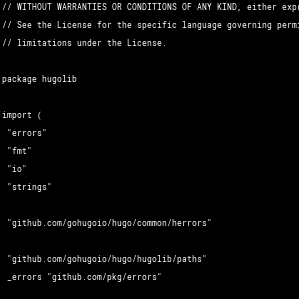 // WITHOUT WARRANTIES OR CONDITIONS OF ANY KIND, either
// See the License for the specific language governing
// limitations under the License.
package hugolib
import (
"errors"
"fmt"
"io"
"strings"
"github.com/gohugoio/hugo/common/herrors"
"github.com/gohugoio/hugo/hugolib/paths"
_errors "github.com/pkg/errors"